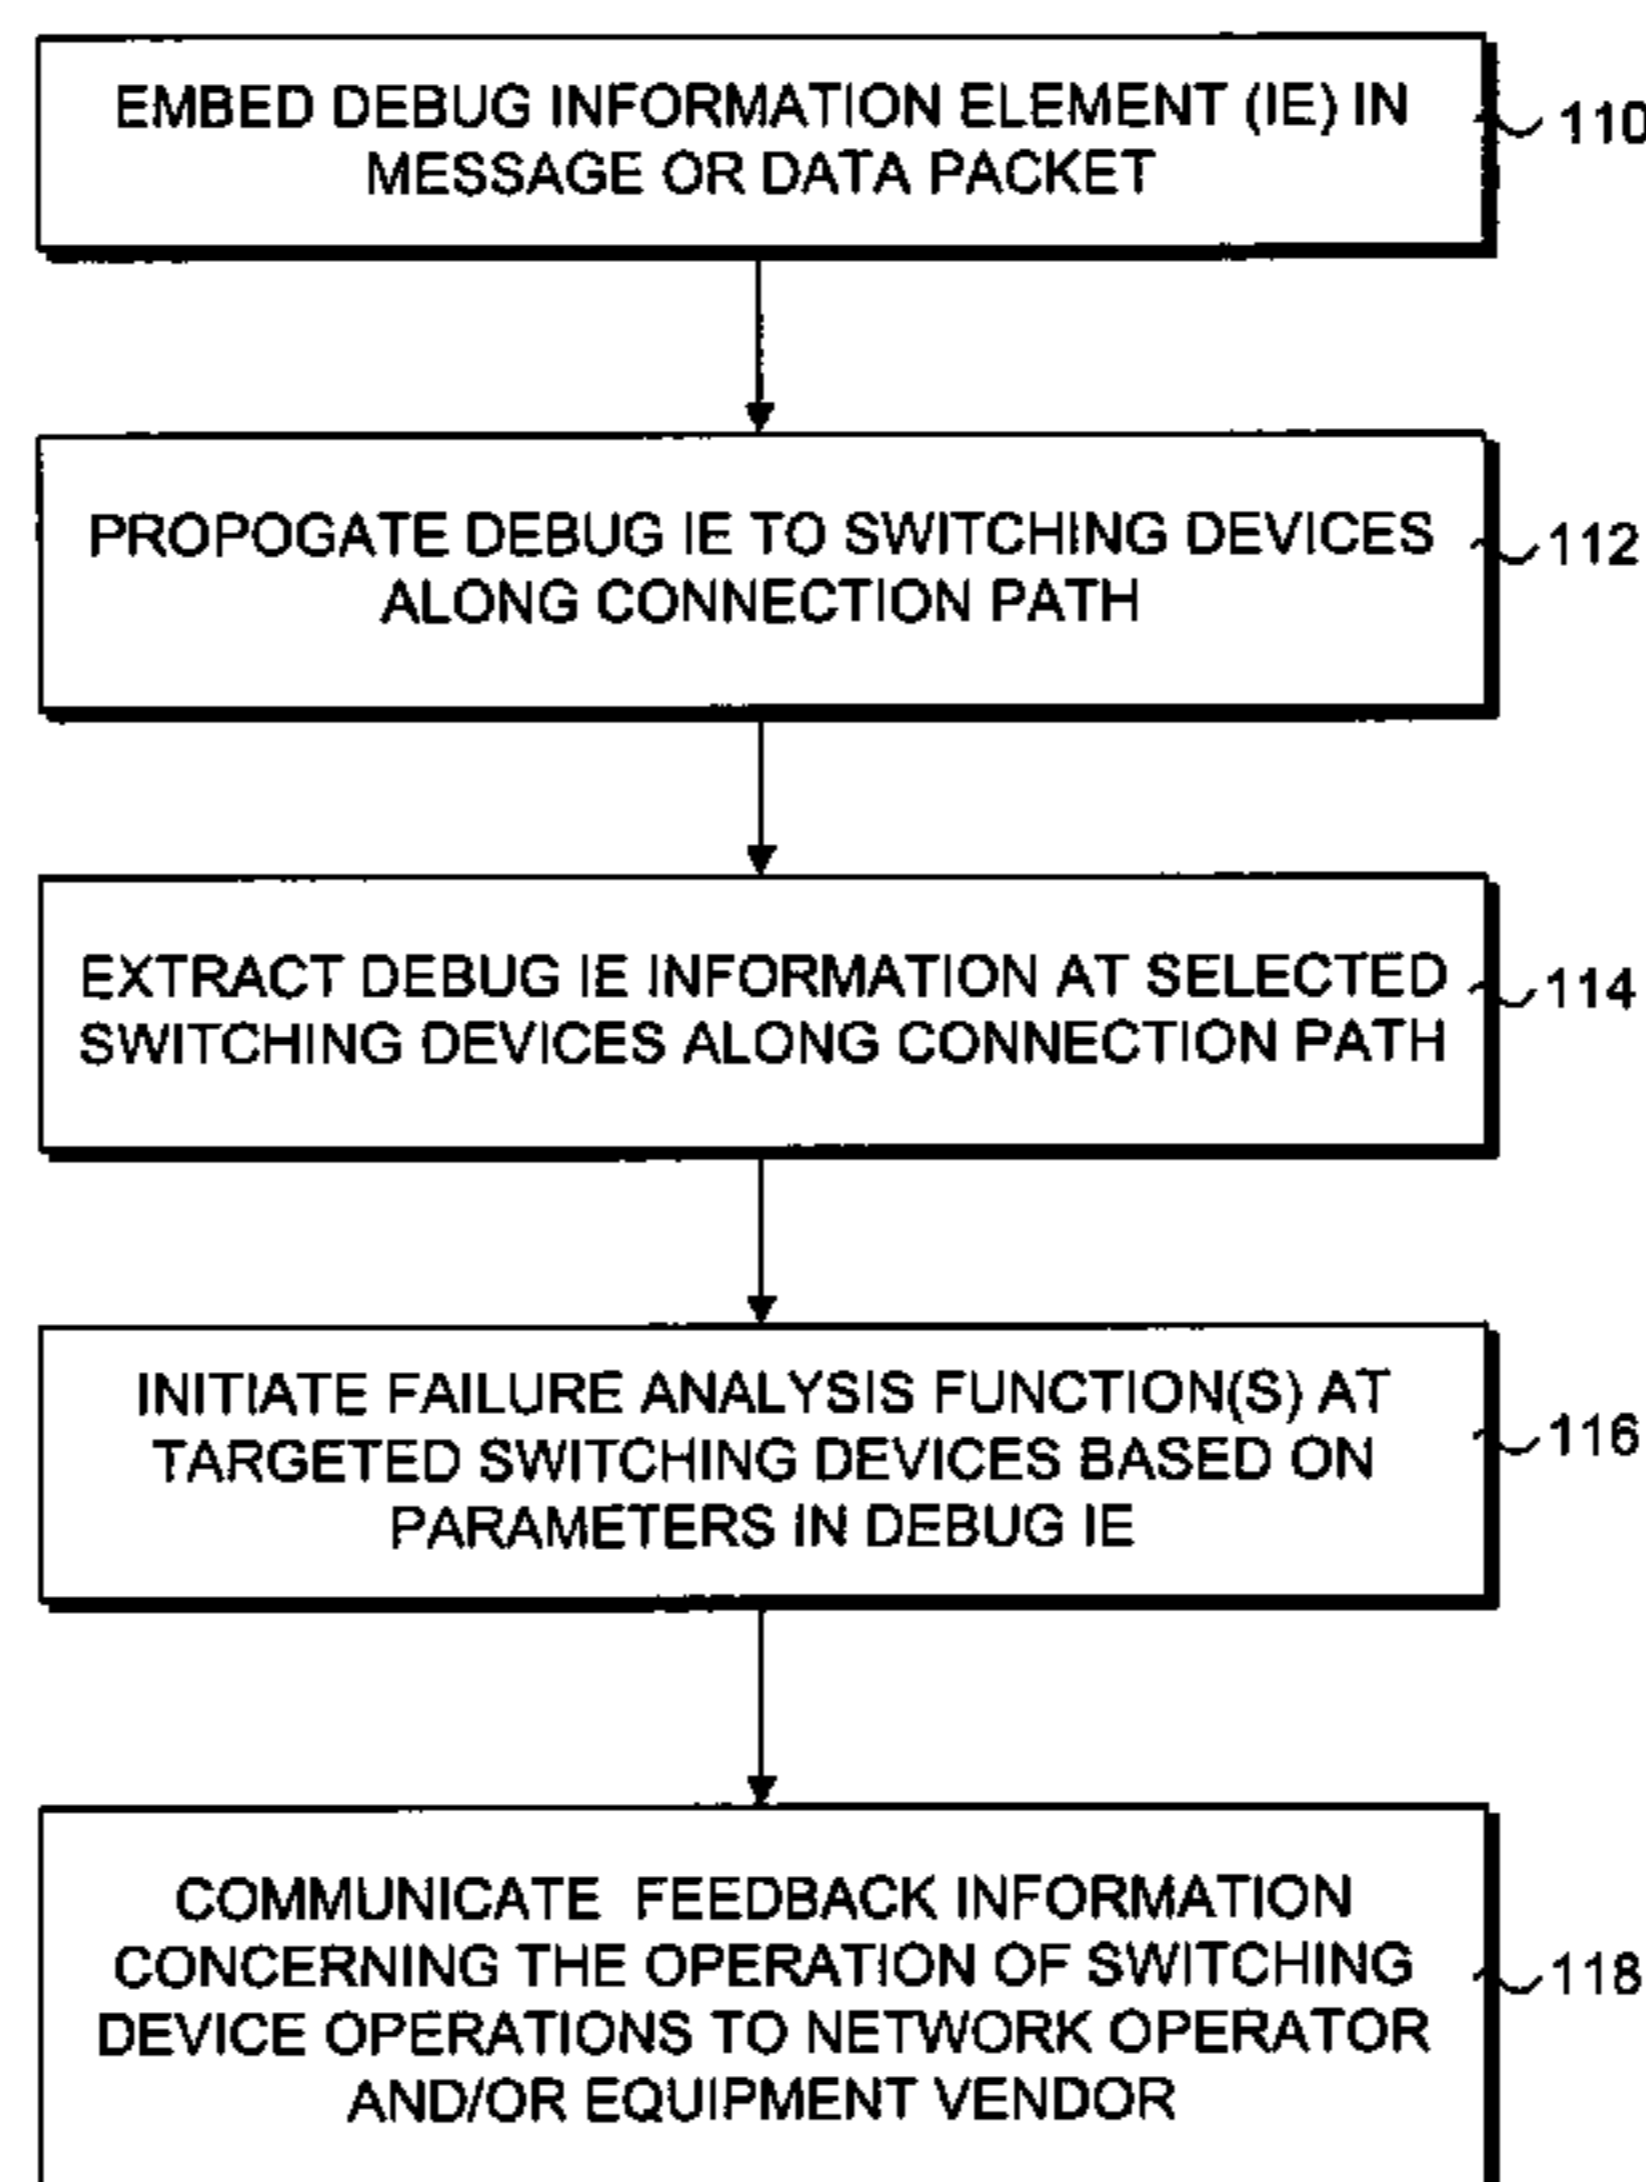 EMBED DEBUG INFORMATION ELEMENT (IE) IN
MESSAGE OR DATA PACKET
110
PROPOGATE DEBUG IE TO SWITCHING DEVICES
ALONG CONNECTION PATH
112
EXTRACT DEBUG IE INFORMATION AT SELECTED
SWITCHING DEVICES ALONG CONNECTION PATH
114
INITIATE FAILURE ANALYSIS FUNCTION(S) AT
TARGETED SWITCHING DEVICES BASED ON
PARAMETERS IN DEBUG IE
116
COMMUNICATE FEEDBACK INFORMATION
CONCERNING THE OPERATION OF SWITCHING
DEVICE OPERATIONS TO NETWORK OPERATOR
AND/OR EQUIPMENT VENDOR
118